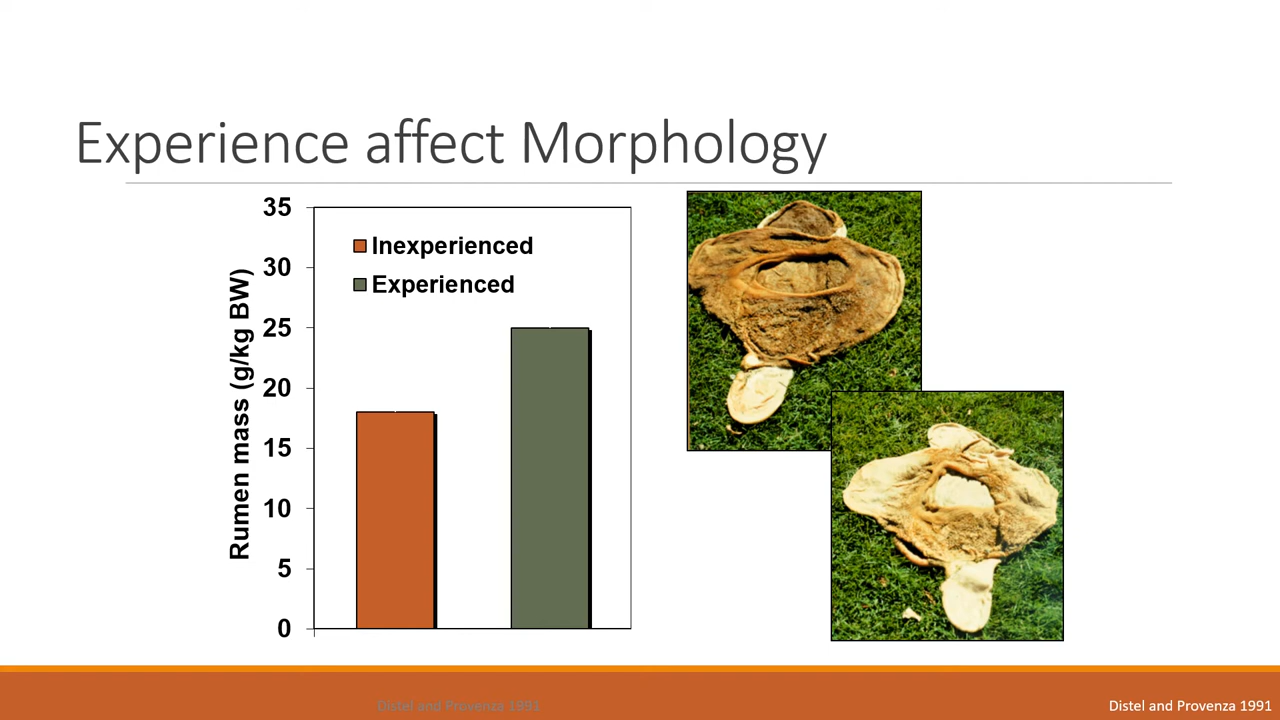 Experience affect Morphology
Rumen mass (g/kg BW)
35
30
25
20
15
10
5
0
Inexperienced
Experienced
Distel and Provenza 1991
Distel and Provenza 1991